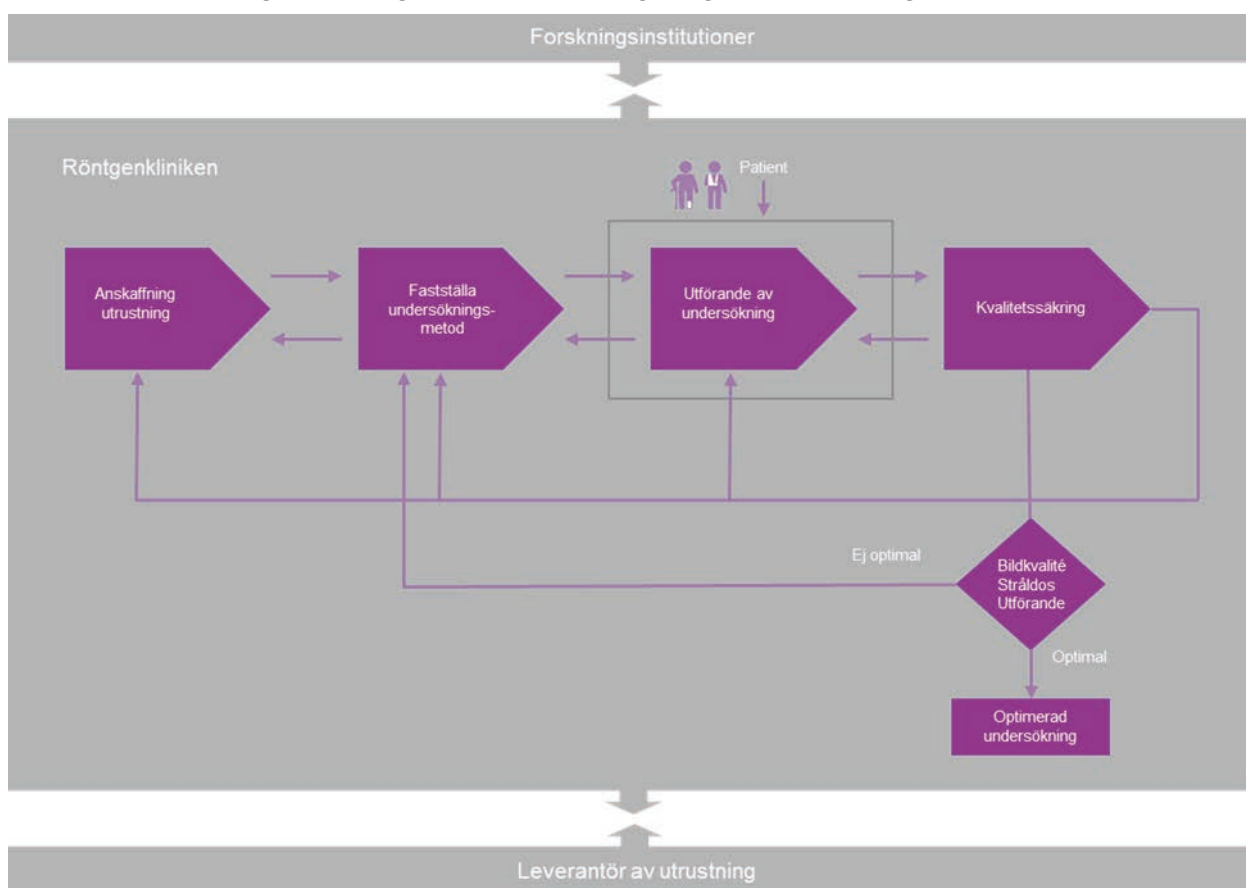 Forskningsinstitutioner
Röntgenkliniken
Patient
Anskaffning
utrustning
Fastställa
undersöknings-
metod
Utförande av
undersökning
Kvalitetssäkring
Ej optimal
Bildkvalité
Stråldos
Utförande
Optimal
Optimerad
undersökning
Leverantör av utrustning